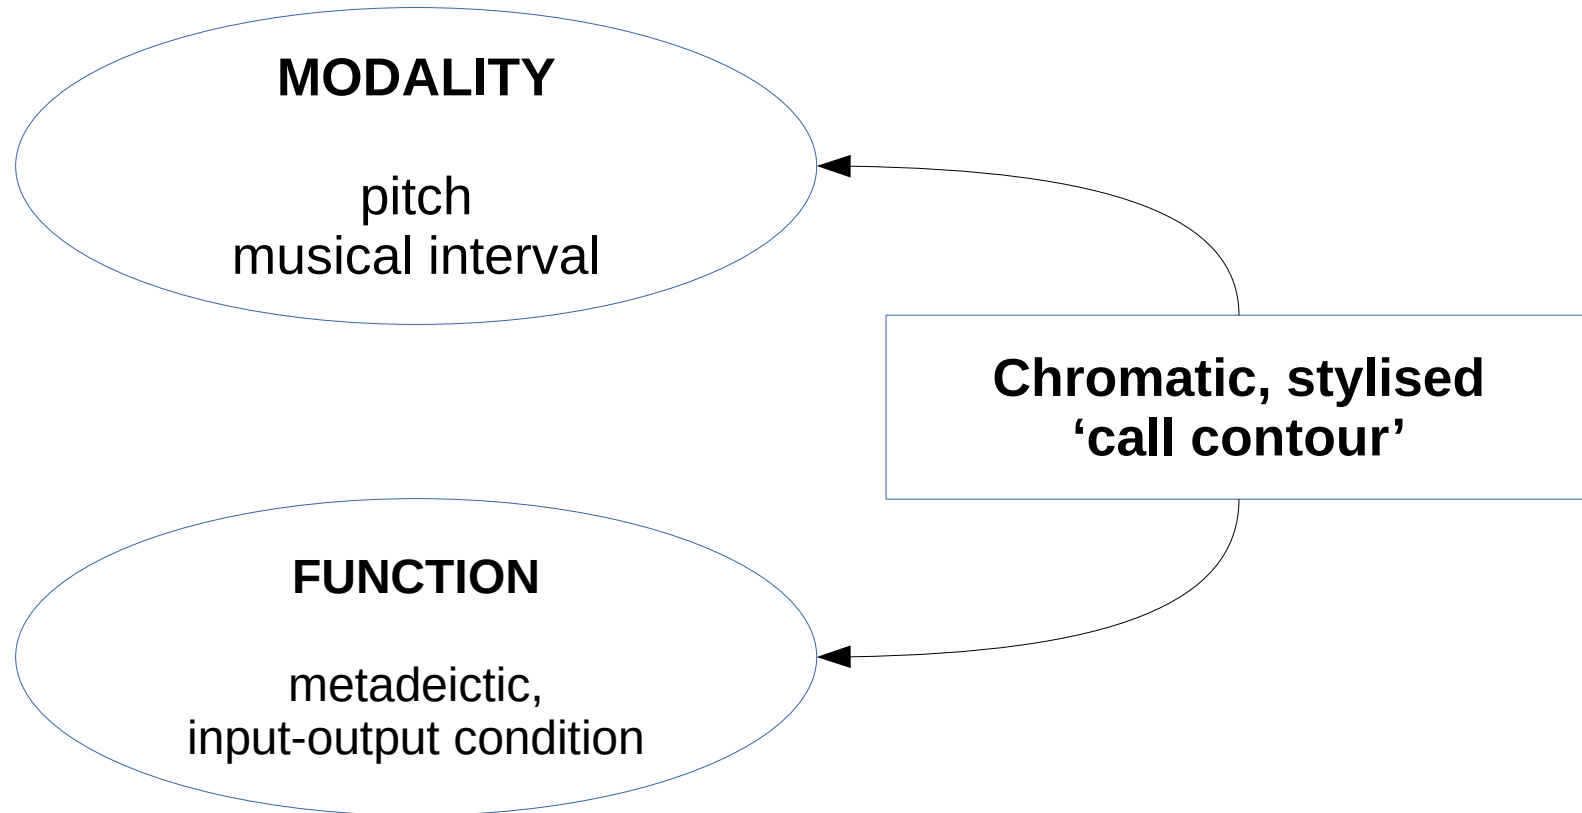 MODALITY
pitch
musical interval
Chromatic, stylised
‘call contour’
FUNCTION
metadeictic,
input-output condition